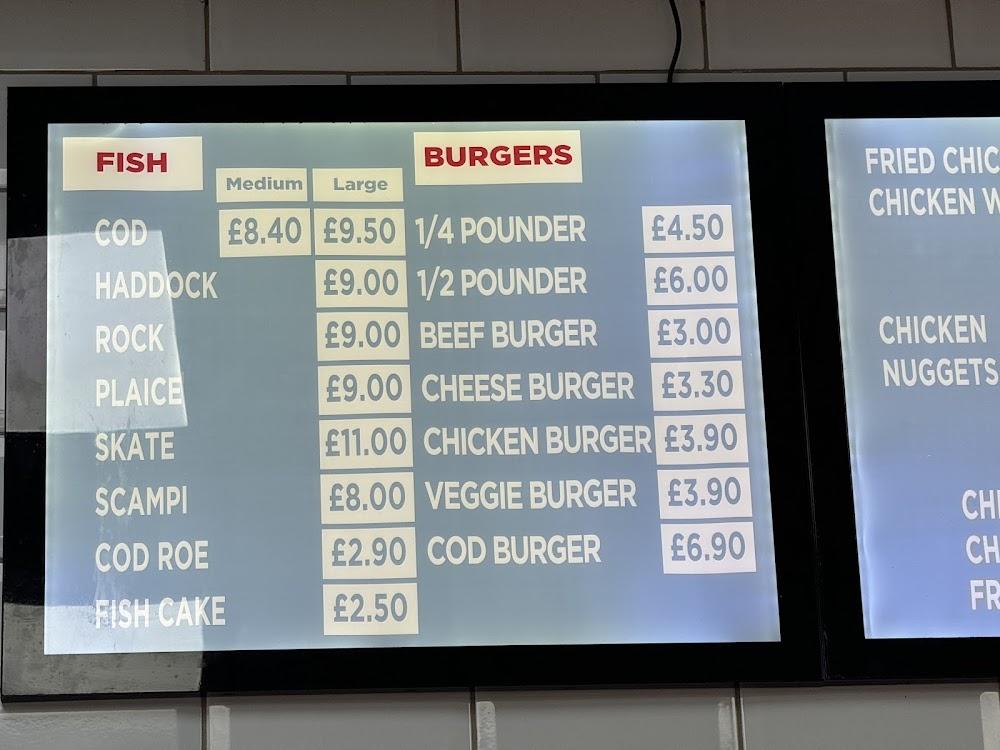 FISH
Medium Large
COD £8.40 £9.50
HADDOCK £9.00
ROCK £9.00
PLAICE £9.00
SKATE £11.00
SCAMPI £8.00
COD ROE £2.90
FISH CAKE £2.50
BURGERS
1/4 POUNDER £4.50
1/2 POUNDER £6.00
BEEF BURGER £3.00
CHEESE BURGER £3.30
CHICKEN BURGER £3.90
VEGGIE BURGER £3.90
COD BURGER £6.90
FRIED
CHICKEN
CHICKEN
NUGGETS